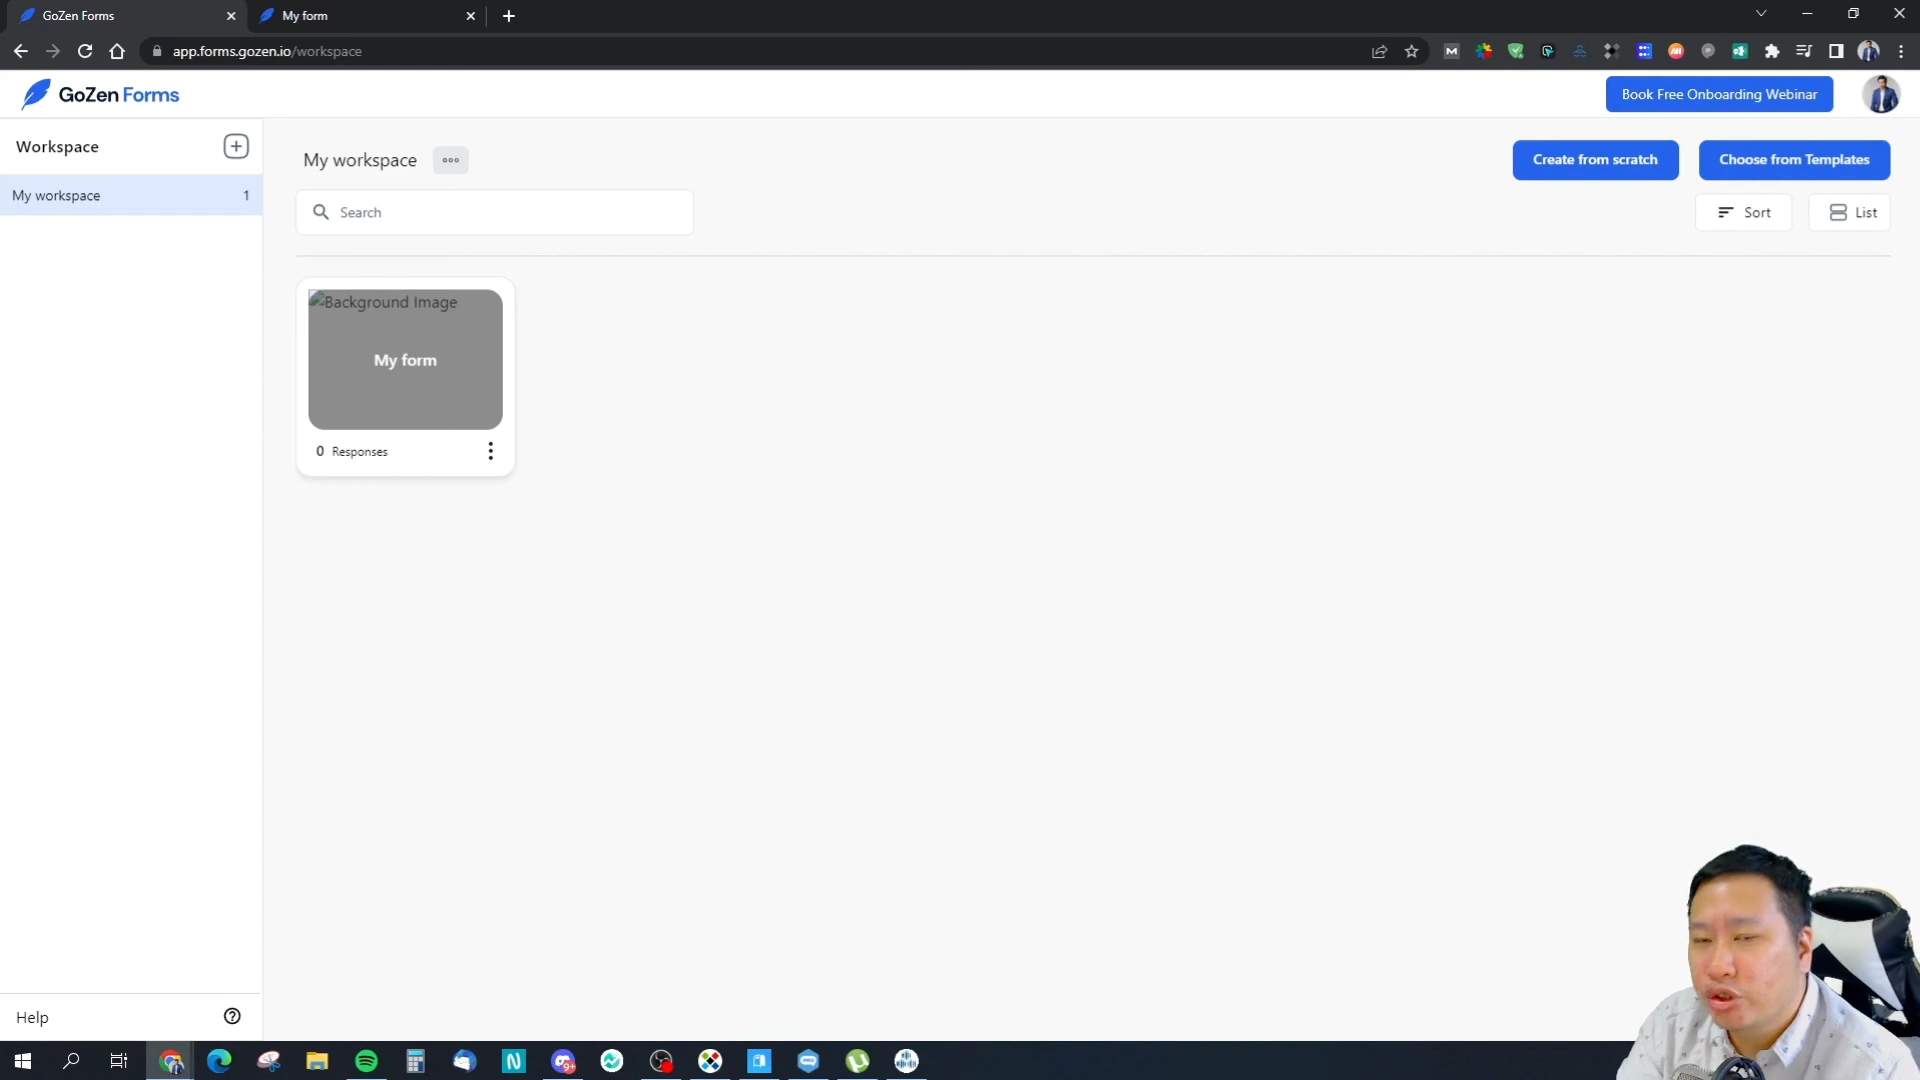 GoZen Forms
My form
app.forms.gozen.io/workspace
GoZen Forms
Book Free Onboarding Webinar
Workspace
My workspace
Create from scratch
Choose from Templates
My workspace 1
Search
Sort
List
Background Image
My form
0 Responses
Help
9+